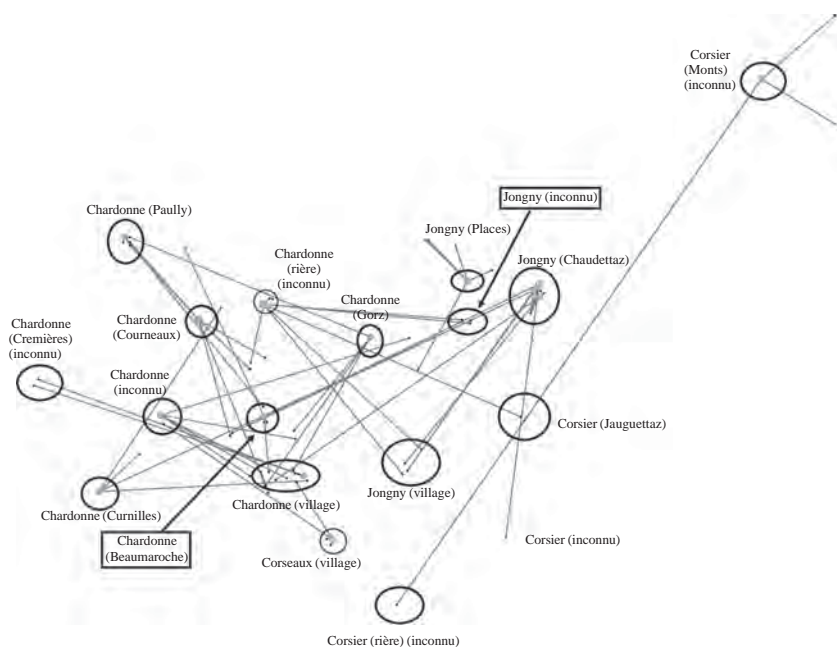 Corsier
(Monts)
(inconnu)
Jongny (inconnu)
Chardonne (Paully)
Jongny (Places)
Chardonne
(rière)
(inconnu)
Jongny (Chaudettaz)
Chardonne
(Gorz)
Chardonne
(Courneaux)
Chardonne
(Cremières)
(inconnu)
Chardonne
(inconnu)
Corsier (Jauguettaz)
Jongny (village)
Chardonne (village)
Chardonne (Curnilles)
Chardonne
(Beaumaroche)
Corsier (inconnu)
Corseaux (village)
Corsier (rière) (inconnu)